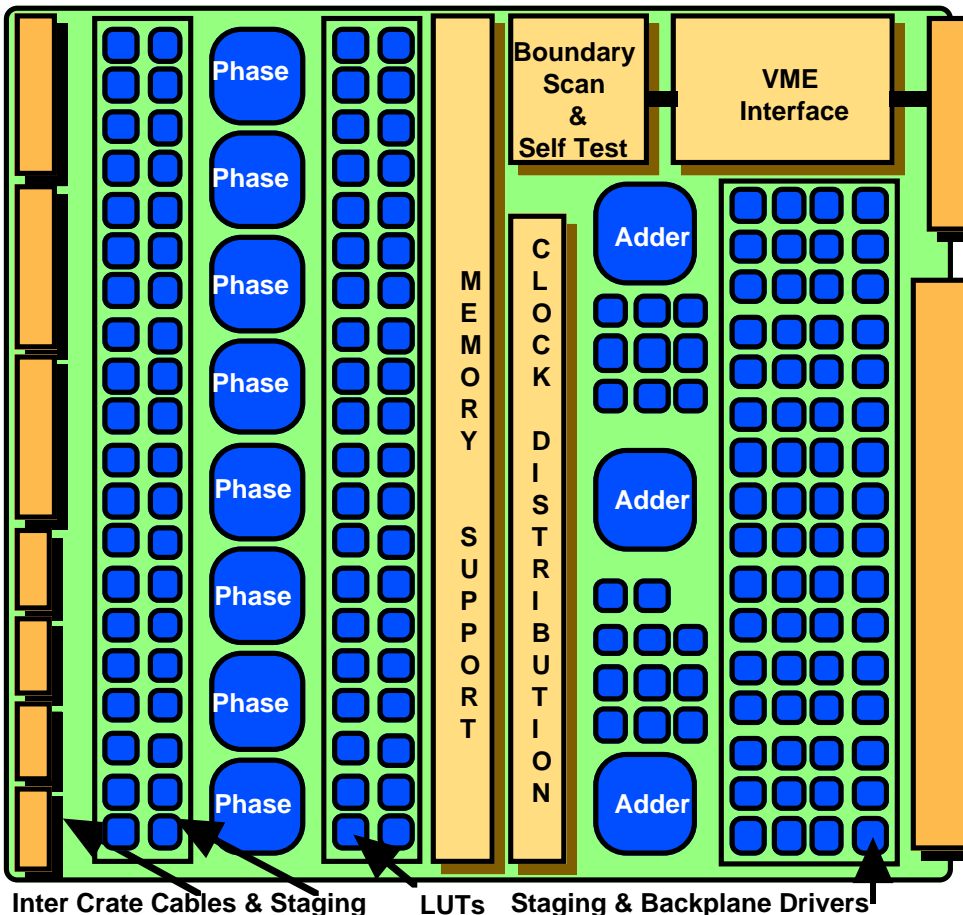 Phase
Phase
Phase
Phase
Phase
Phase
Phase
Phase
MEMORY SUPPORT
Boundary
Scan
&
Self Test
VME
Interface
CLOCK DISTRIBUTION
Adder
Adder
Adder
Inter Crate Cables & Staging
LUTs
Staging & Backplane Drivers